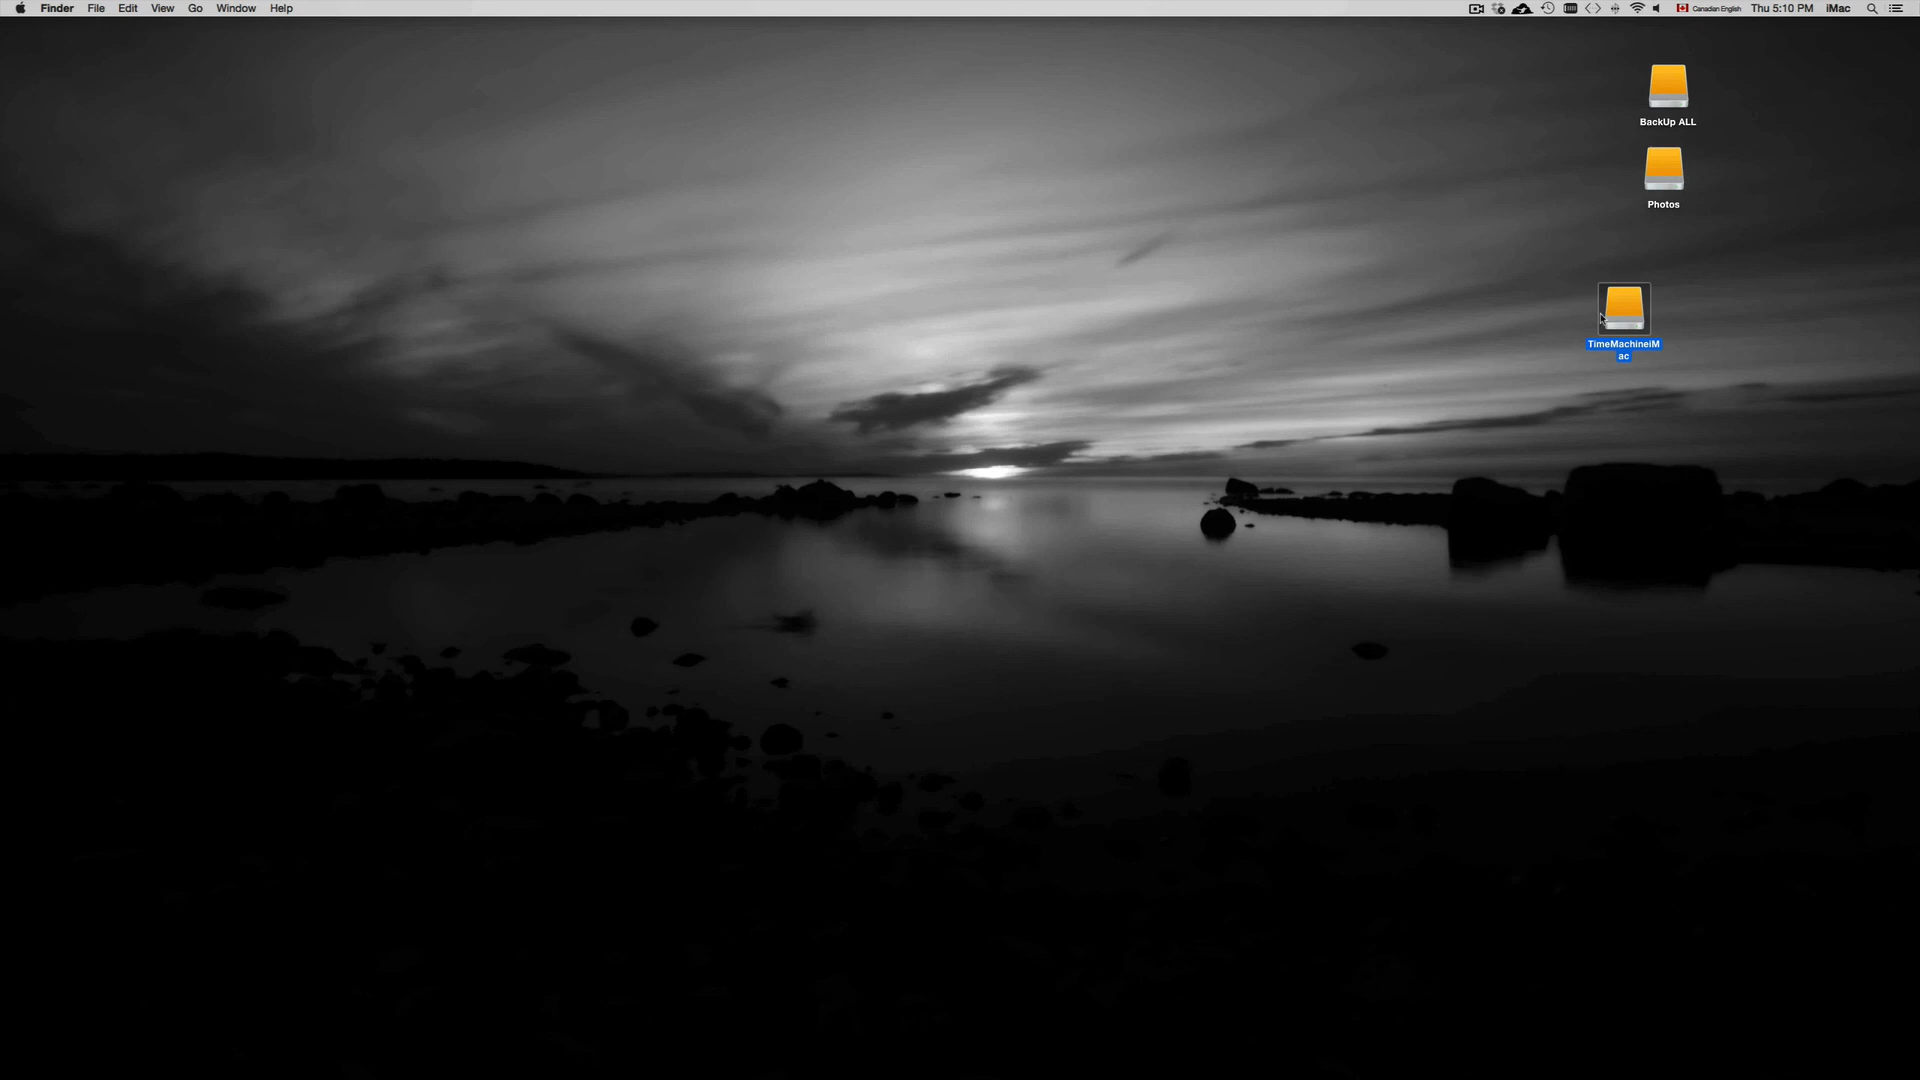 Finder File Edit View Go Window Help Canadian English Thu 5:10 PM iMac
BackUp ALL
Photos
TimeMachineiM
ac